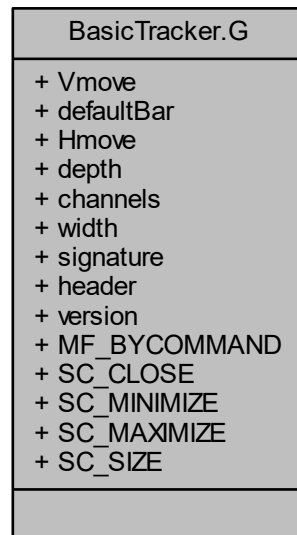 BasicTracker.G
+ Vmove
+ defaultBar
+ Hmove
+ depth
+ channels
+ width
+ signature
+ header
+ version
+ MF_BYCOMMAND
+ SC_CLOSE
+ SC_MINIMIZE
+ SC_MAXIMIZE
+ SC_SIZE